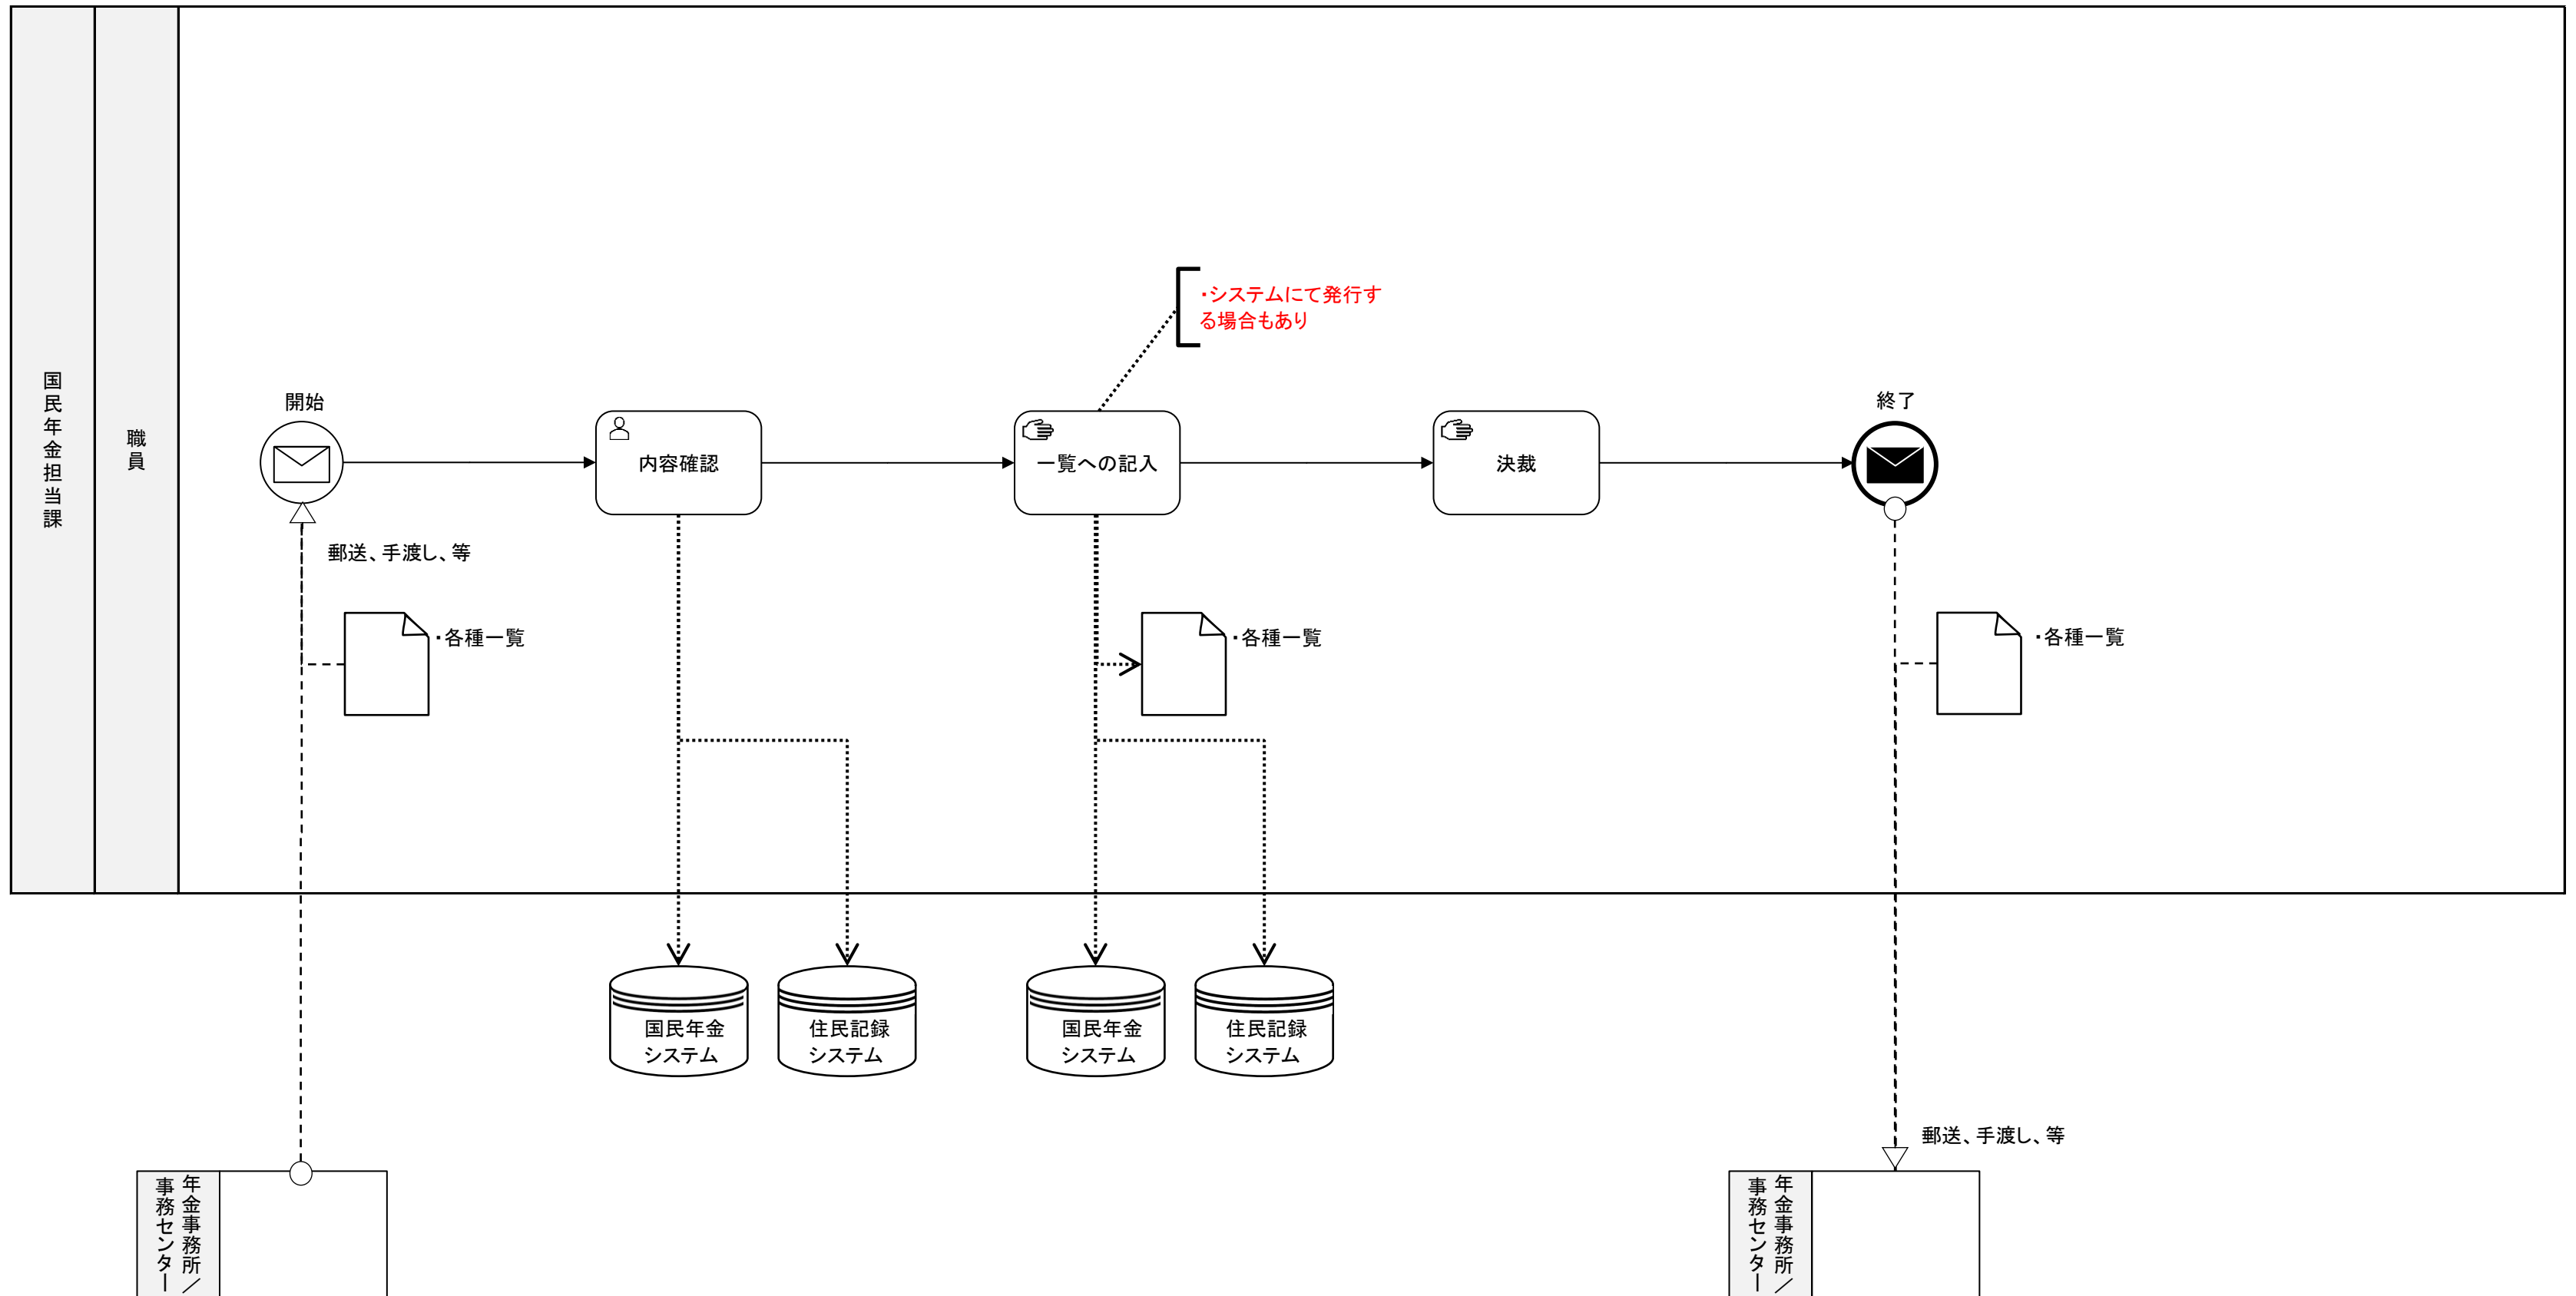 国民年金担当課
職員
・システムにて発行す
る場合もあり
開始
終了
内容確認
一覧への記入
決裁
郵送、手渡し、等
・各種一覧
・各種一覧
・各種一覧
国民年金
システム
住民記録
システム
国民年金
システム
住民記録
システム
郵送、手渡し、等
年金事務所／
事務センター
年金事務所／
事務センター